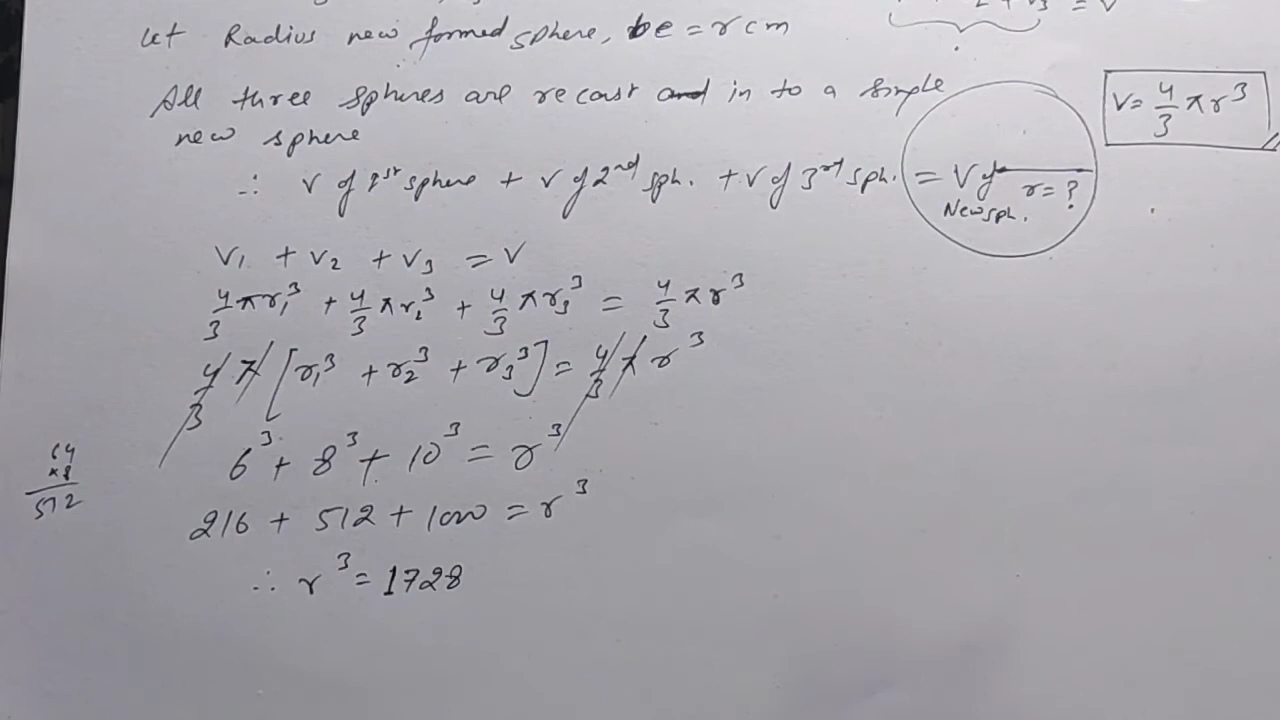 2 + V3 = V
Let Radius new formed sphere, be = r cm
All three spheres are recast and in to a single
new sphere
V = 4/3 πr³
∴ V of 1st sphere + V of 2nd sph. + V of 3rd sph. = V of
New sph.
r = ?
V₁ + V₂ + V₃ = V
4/3 πr₁³ + 4/3 πr₂³ + 4/3 πr₃³ = 4/3 πr³
4/3 π [r₁³ + r₂³ + r₃³] = 4/3 π r³
6³ + 8³ + 10³ = r³
64
×8
512
216 + 512 + 1000 = r³
∴ r³ = 1728